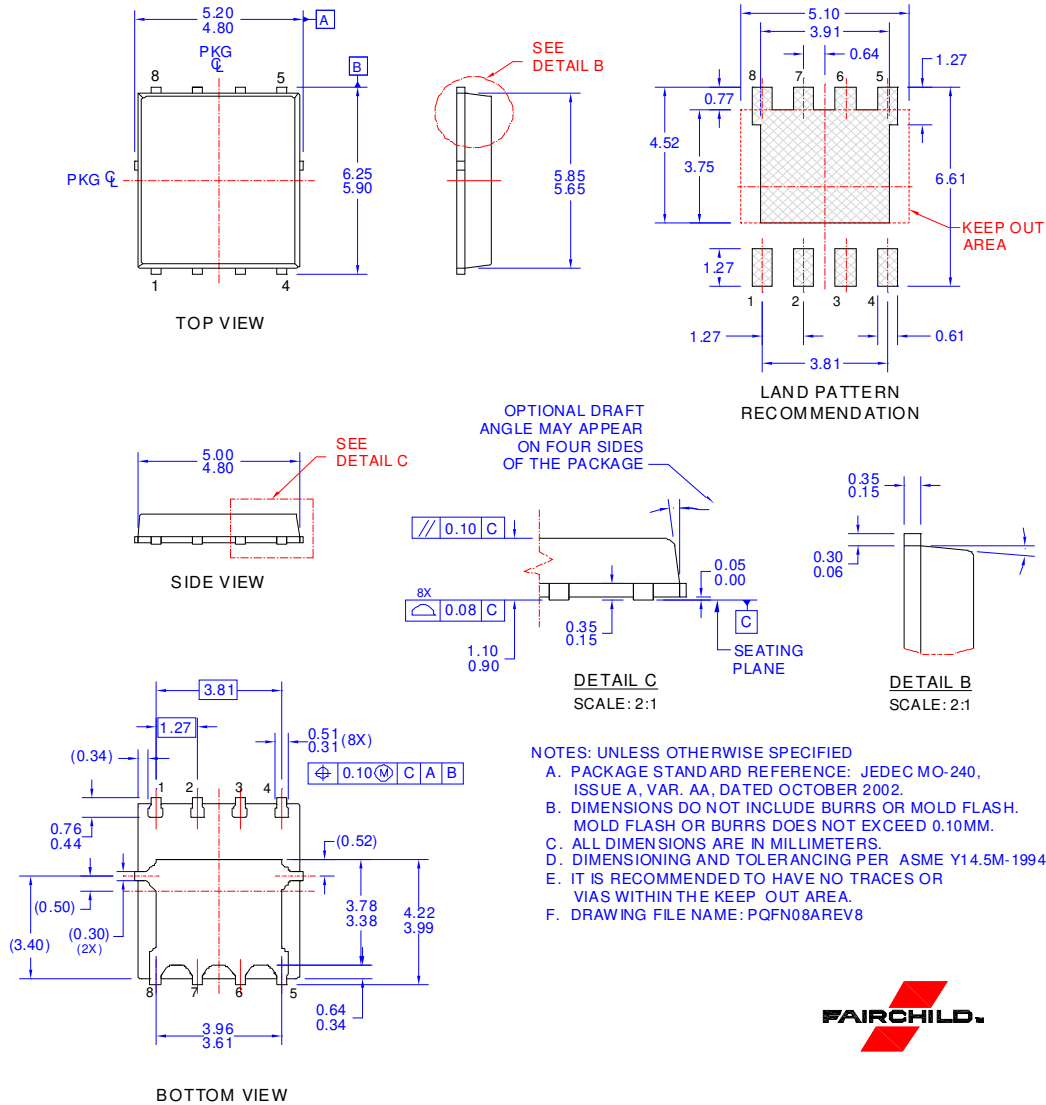 5.20
4.80
A
PKG
CL
B
8
5
PKG CL
6.25
5.90
1
4
TOP VIEW
SEE
DETAIL B
5.85
5.65
5.10
3.91
0.64
1.27
8
7
6
5
0.77
4.52
3.75
6.61
KEEP OUT
AREA
1.27
1
2
3
4
1.27
0.61
3.81
LAND PATTERN
RECOMMENDATION
5.00
4.80
SEE
DETAIL C
SIDE VIEW
OPTIONAL DRAFT
ANGLE MAY APPEAR
ON FOUR SIDES
OF THE PACKAGE
// 0.10 C
8X
⌓ 0.08 C
1.10
0.90
0.35
0.15
0.05
0.00
C
SEATING
PLANE
DETAIL C
SCALE: 2:1
0.35
0.15
0.30
0.06
DETAIL B
SCALE: 2:1
3.81
1.27
(0.34)
0.51
0.31 (8X)
⌖ 0.10 Ⓜ C A B
1
2
3
4
0.76
0.44
(0.52)
(0.50)
(0.30)
(2X)
(3.40)
3.78
3.38
4.22
3.99
8
7
6
5
0.64
0.34
3.96
3.61
BOTTOM VIEW
NOTES: UNLESS OTHERWISE SPECIFIED
A. PACKAGE STANDARD REFERENCE: JEDEC MO-240,
ISSUE A, VAR. AA, DATED OCTOBER 2002.
B. DIMENSIONS DO NOT INCLUDE BURRS OR MOLD FLASH.
MOLD FLASH OR BURRS DOES NOT EXCEED 0.10MM.
C. ALL DIMENSIONS ARE IN MILLIMETERS.
D. DIMENSIONING AND TOLERANCING PER ASME Y14.5M-1994
E. IT IS RECOMMENDED TO HAVE NO TRACES OR
VIAS WITHIN THE KEEP OUT AREA.
F. DRAWING FILE NAME: PQFN08AREV8
FAIRCHILD™